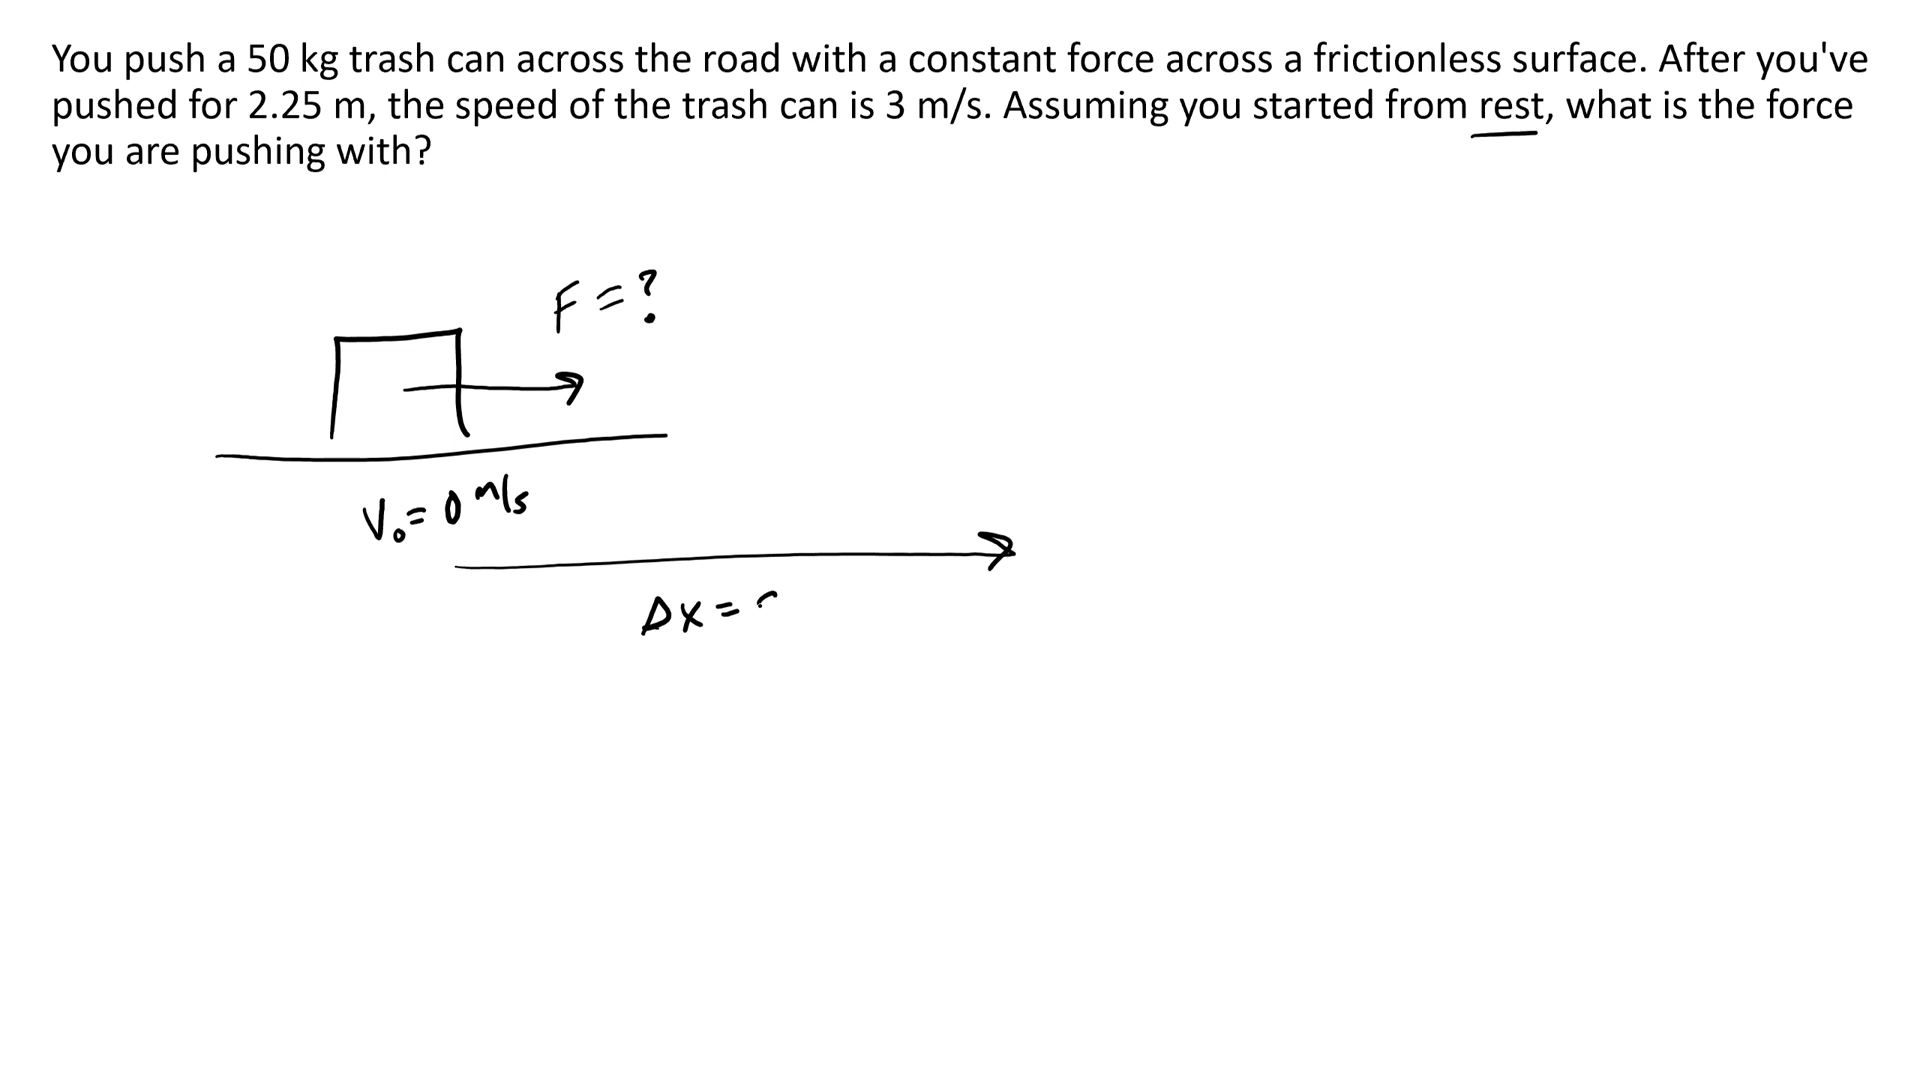 You push a 50 kg trash can across the road with a constant force across a frictionless surface. After you've
pushed for 2.25 m, the speed of the trash can is 3 m/s. Assuming you started from rest, what is the force
you are pushing with?
F = ?
V₀ = 0 m/s
Δx =